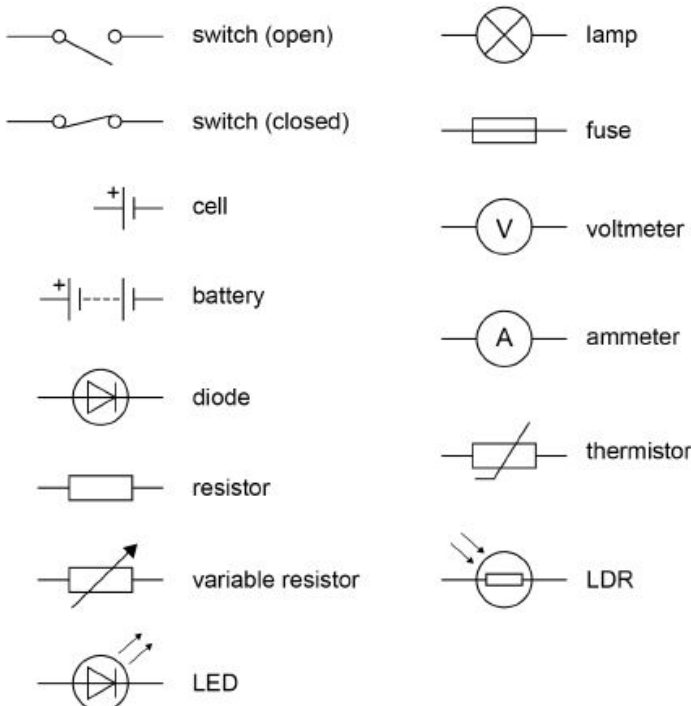 switch (open)
switch (closed)
+
cell
+
battery
diode
resistor
variable resistor
LED
lamp
fuse
V
voltmeter
A
ammeter
thermistor
LDR